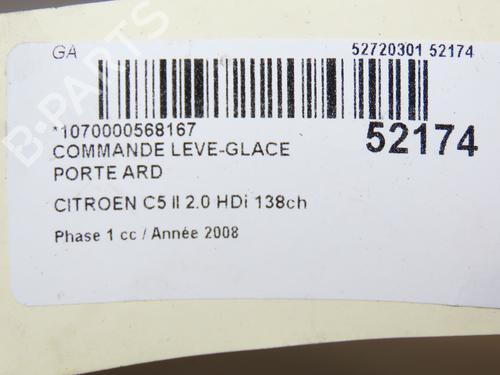 GA
52720301 52174
*1070000568167
52174
COMMANDE LEVE-GLACE
PORTE ARD
CITROEN C5 II 2.0 HDi 138ch
Phase 1 cc / Année 2008
B-PARTS